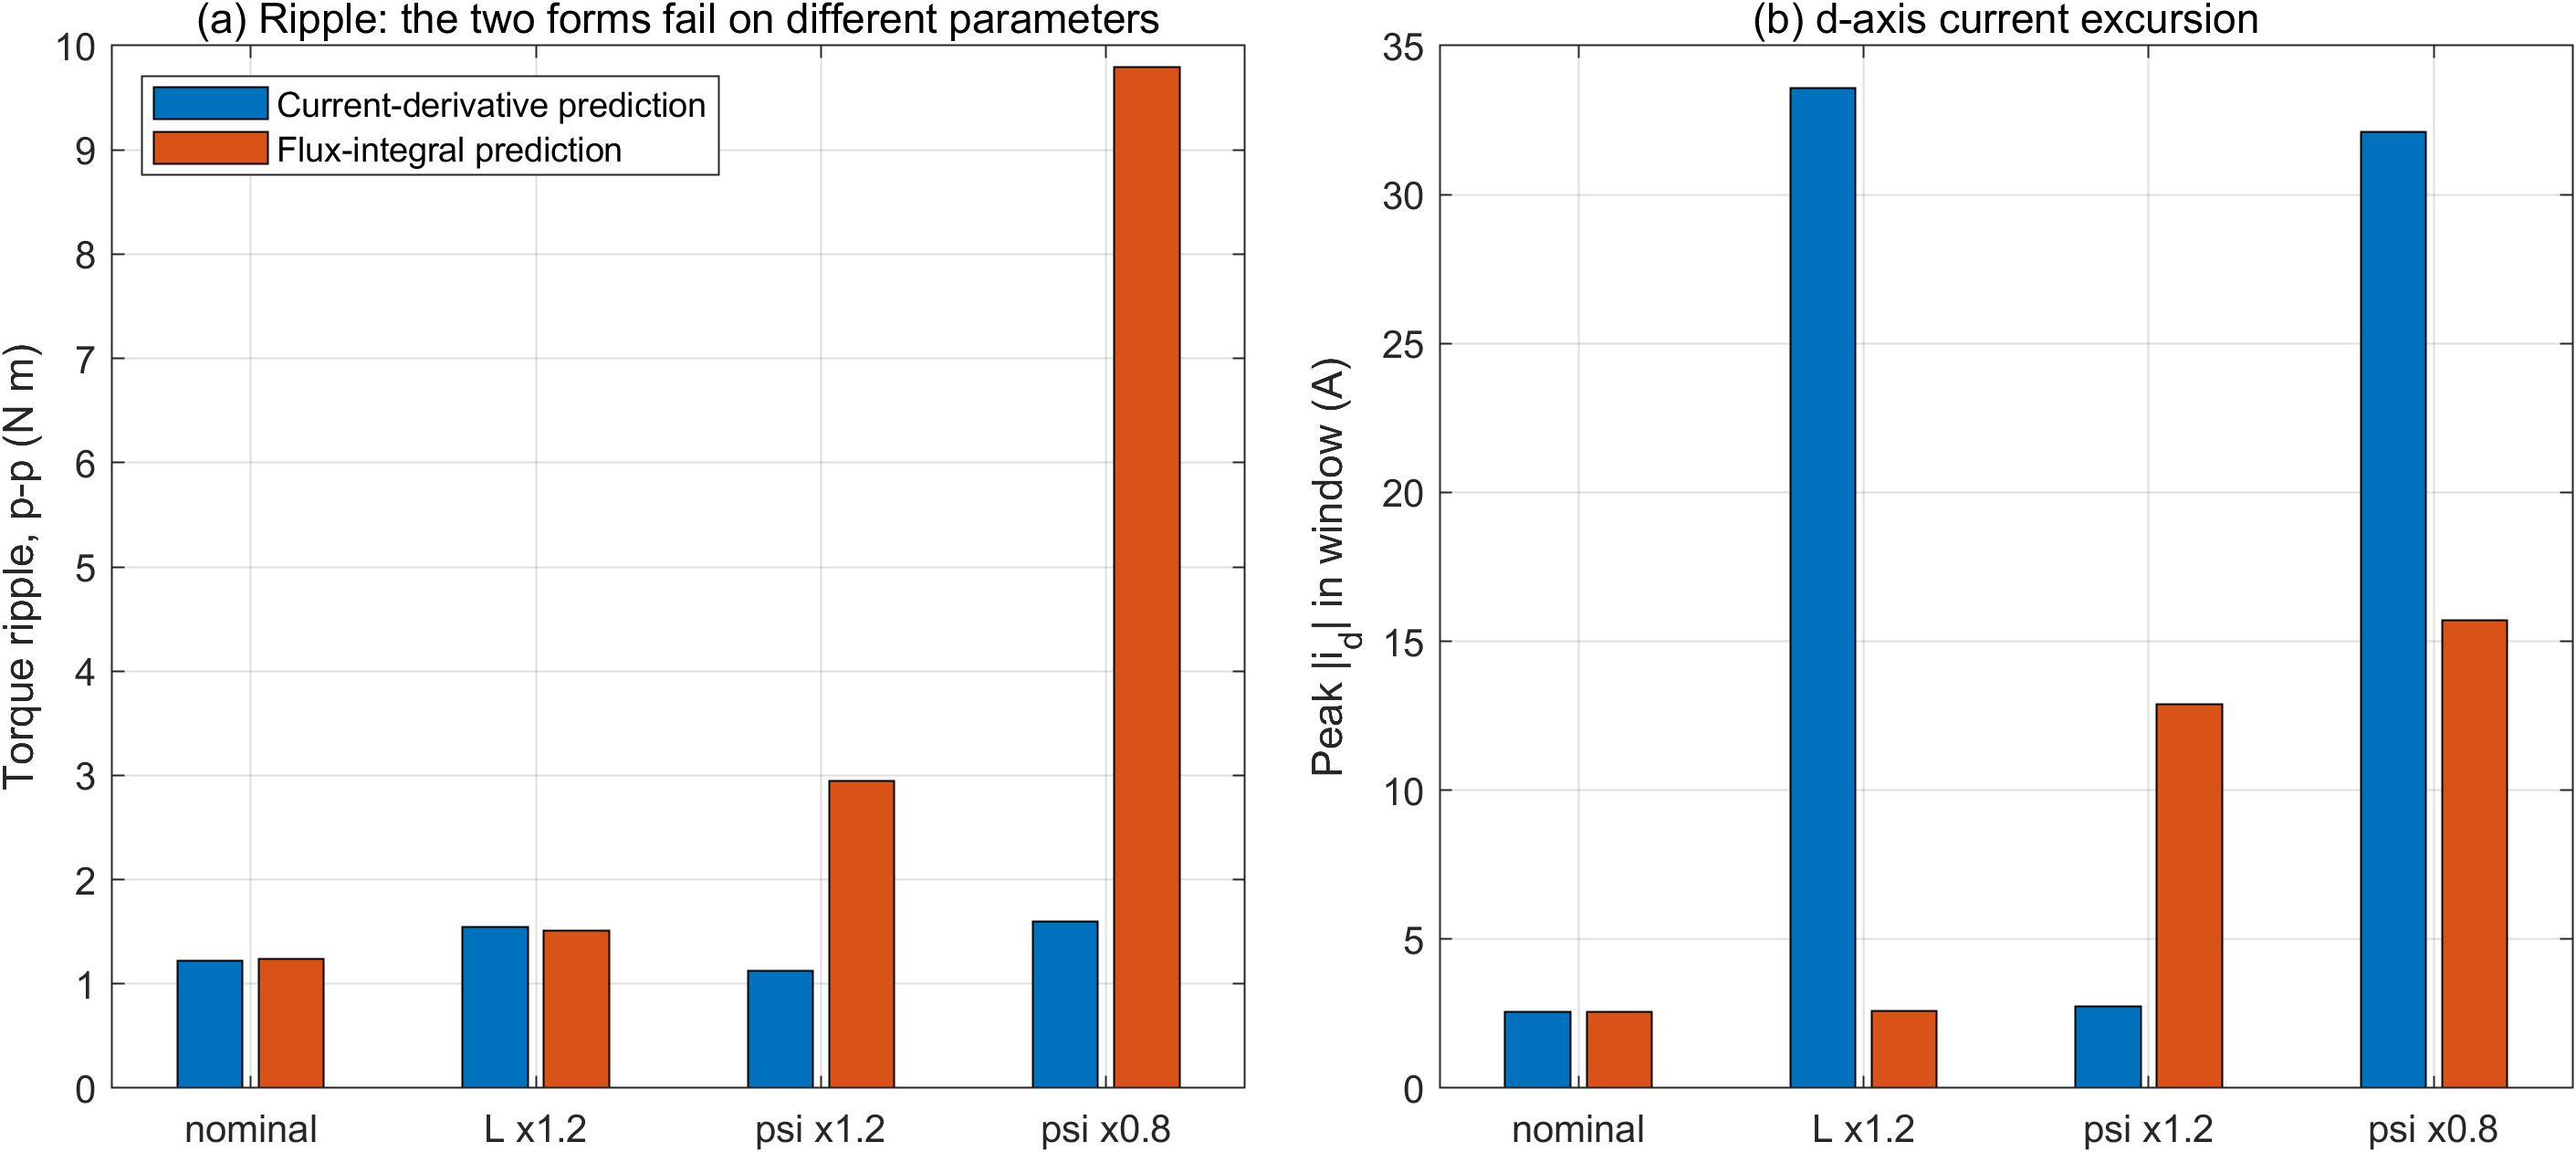 (a) Ripple: the two forms fail on different parameters
Torque ripple, p-p (N m)
10
9
8
7
6
5
4
3
2
1
0
Current-derivative prediction
Flux-integral prediction
nominal
L x1.2
psi x1.2
psi x0.8
(b) d-axis current excursion
Peak |i_d| in window (A)
35
30
25
20
15
10
5
0
nominal
L x1.2
psi x1.2
psi x0.8